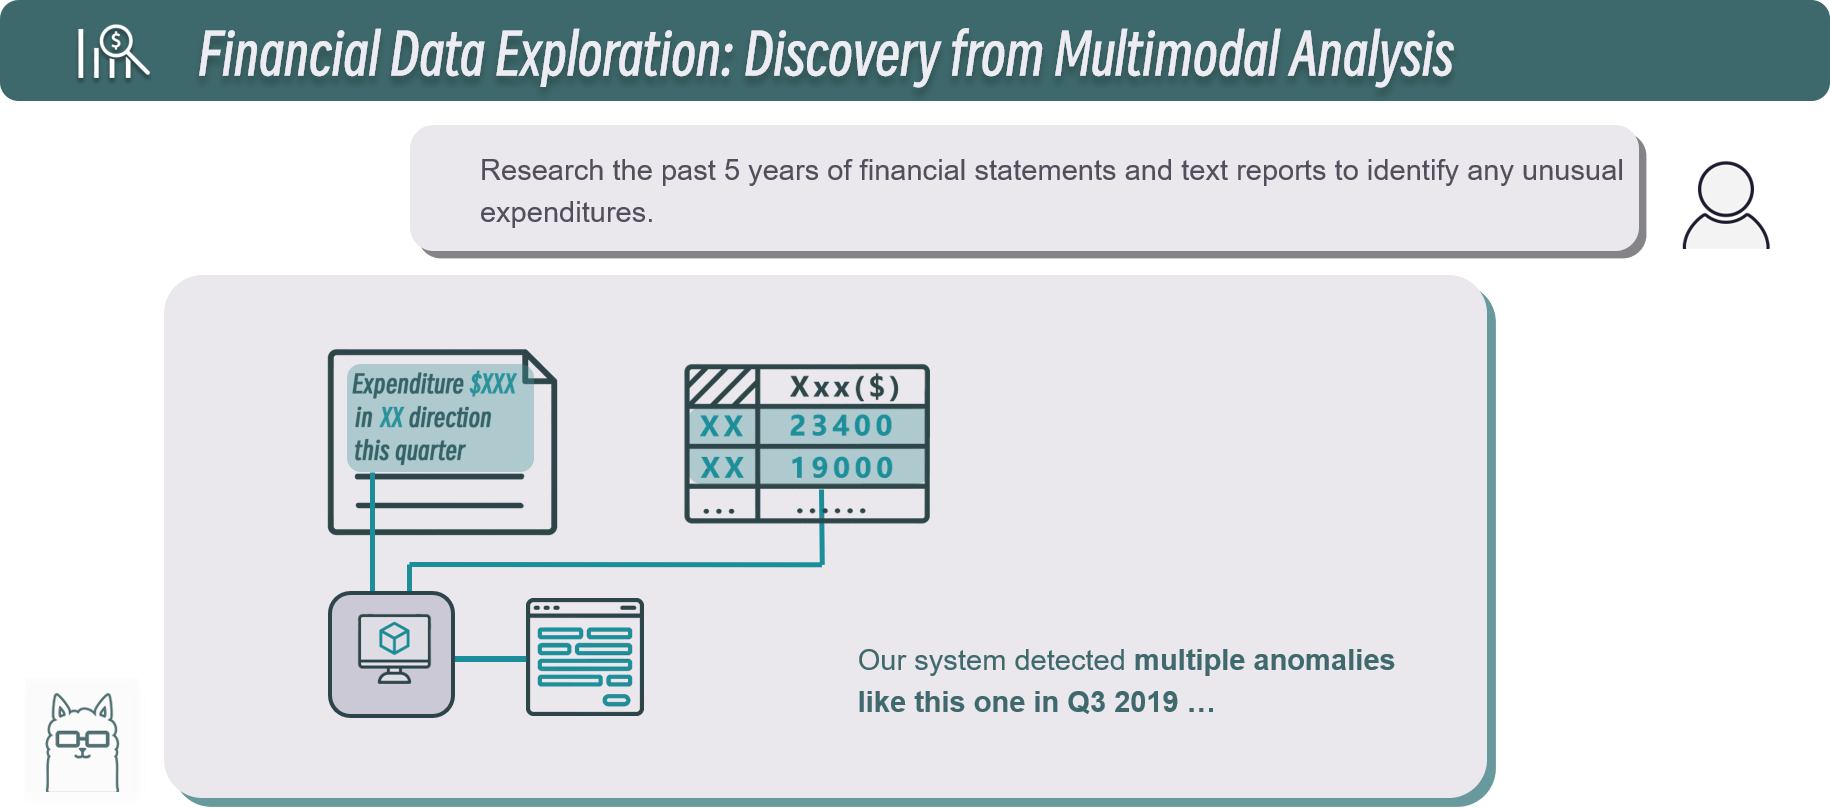 $
Financial Data Exploration: Discovery from Multimodal Analysis
Research the past 5 years of financial statements and text reports to identify any unusual
expenditures.
Expenditure $XXX
in XX direction
this quarter
Xxx($)
XX 23400
XX 19000
... ......
Our system detected multiple anomalies
like this one in Q3 2019 ...